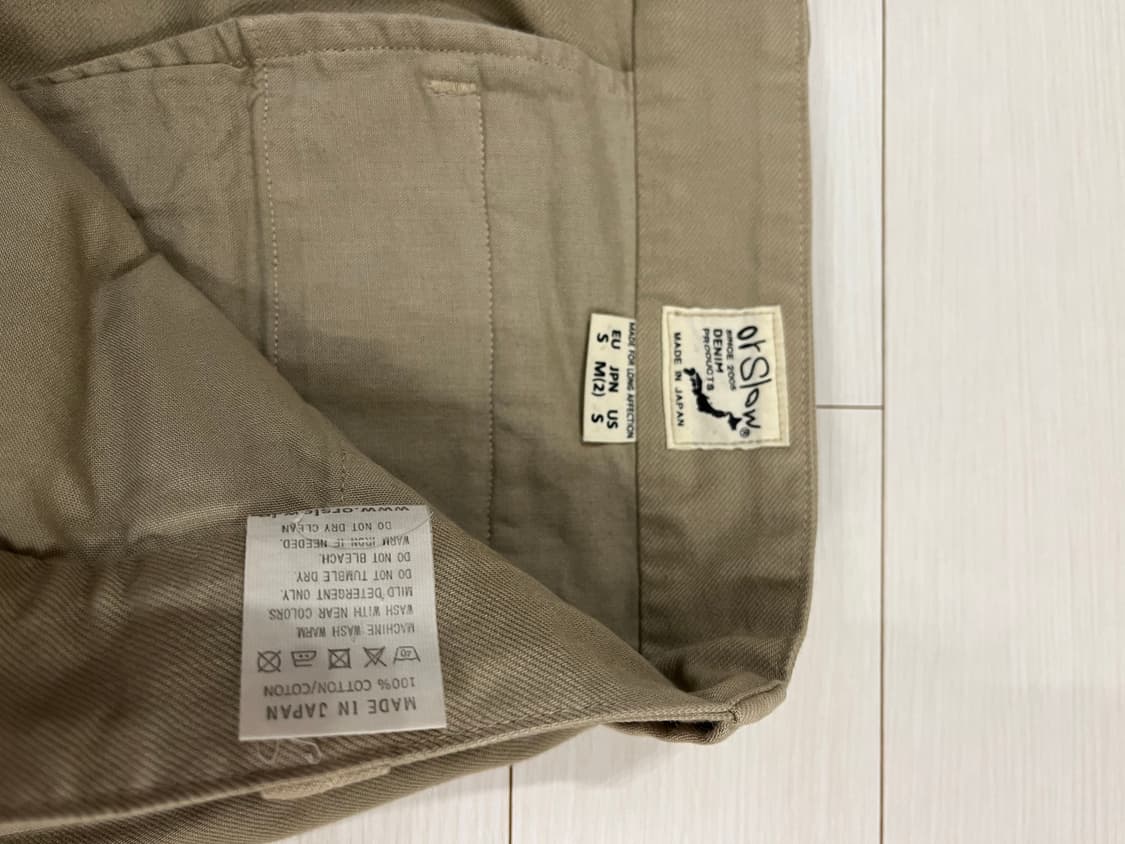 orSlow®
SINCE 2005
DENIM
PRODUCTS
MADE IN JAPAN
MADE FOR LONG AFFECTION
EU JPN US
S M(2) S
MADE IN JAPAN
100% COTTON/COTON
40
MACHINE WASH WARM
WASH WITH NEAR COLORS
MILD DETERGENT ONLY.
DO NOT TUMBLE DRY.
DO NOT BLEACH.
WARM IRON IF NEEDED.
DO NOT DRY CLEAN